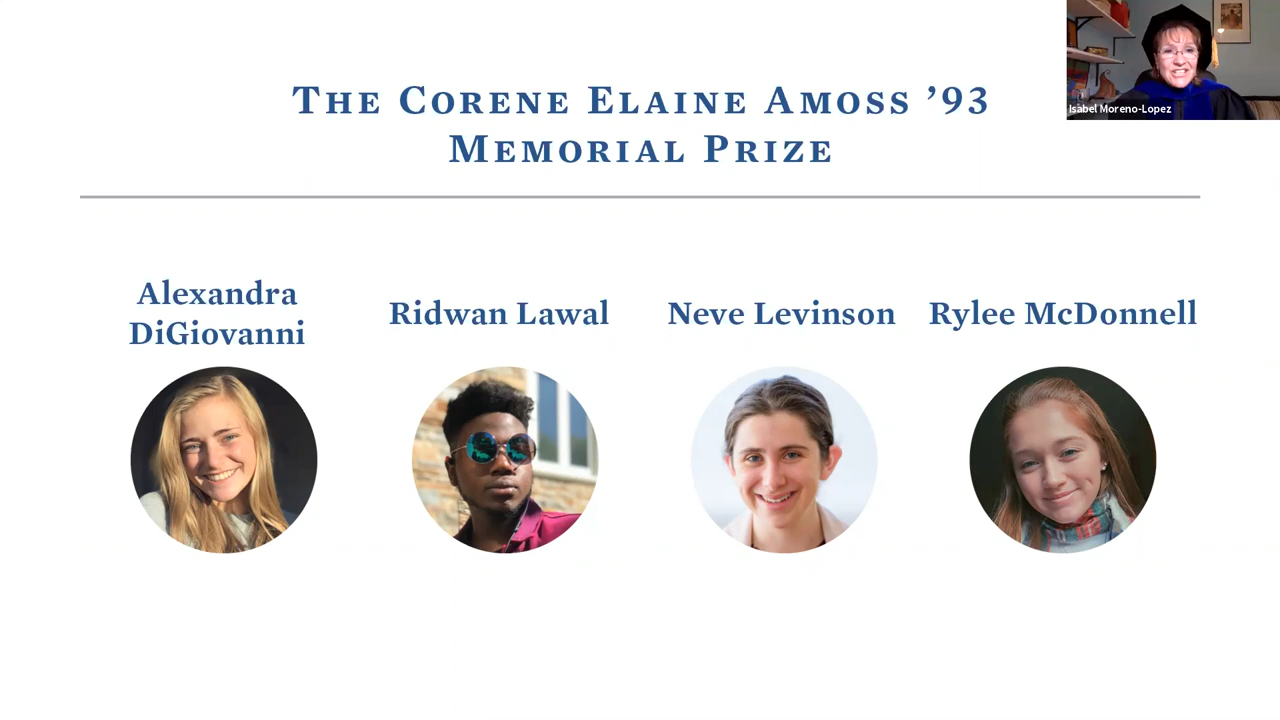 The Corene Elaine Amoss ’93
Memorial Prize
Isabel Moreno-Lopez
Alexandra
DiGiovanni
Ridwan Lawal
Neve Levinson
Rylee McDonnell